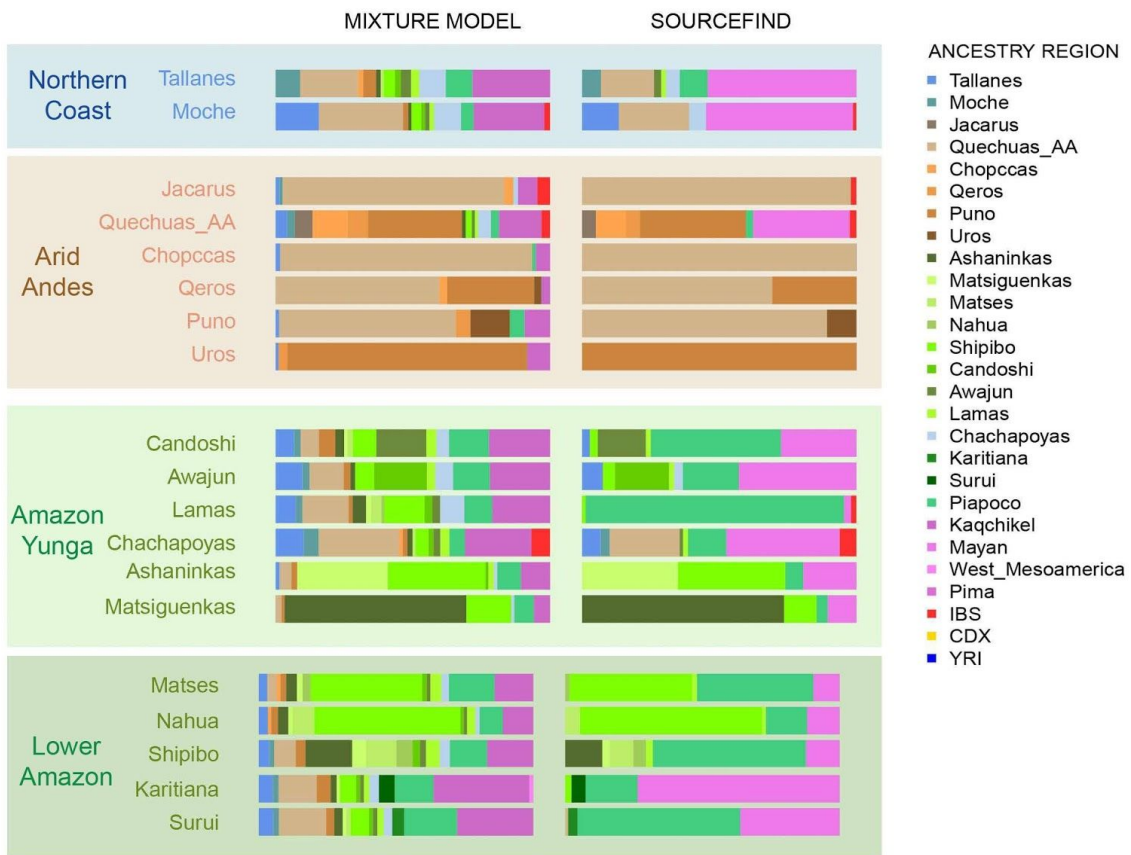 MIXTURE MODEL
SOURCEFIND
Northern
Coast
Tallanes
Moche
Arid
Andes
Jacarus
Quechuas_AA
Chopccas
Qeros
Puno
Uros
Amazon
Yunga
Candoshi
Awajun
Lamas
Chachapoyas
Ashaninkas
Matsiguenkas
Lower
Amazon
Matses
Nahua
Shipibo
Karitiana
Surui
ANCESTRY REGION
Tallanes
Moche
Jacarus
Quechuas_AA
Chopccas
Qeros
Puno
Uros
Ashaninkas
Matsiguenkas
Matses
Nahua
Shipibo
Candoshi
Awajun
Lamas
Chachapoyas
Karitiana
Surui
Piapoco
Kaqchikel
Mayan
West_Mesoamerica
Pima
IBS
CDX
YRI